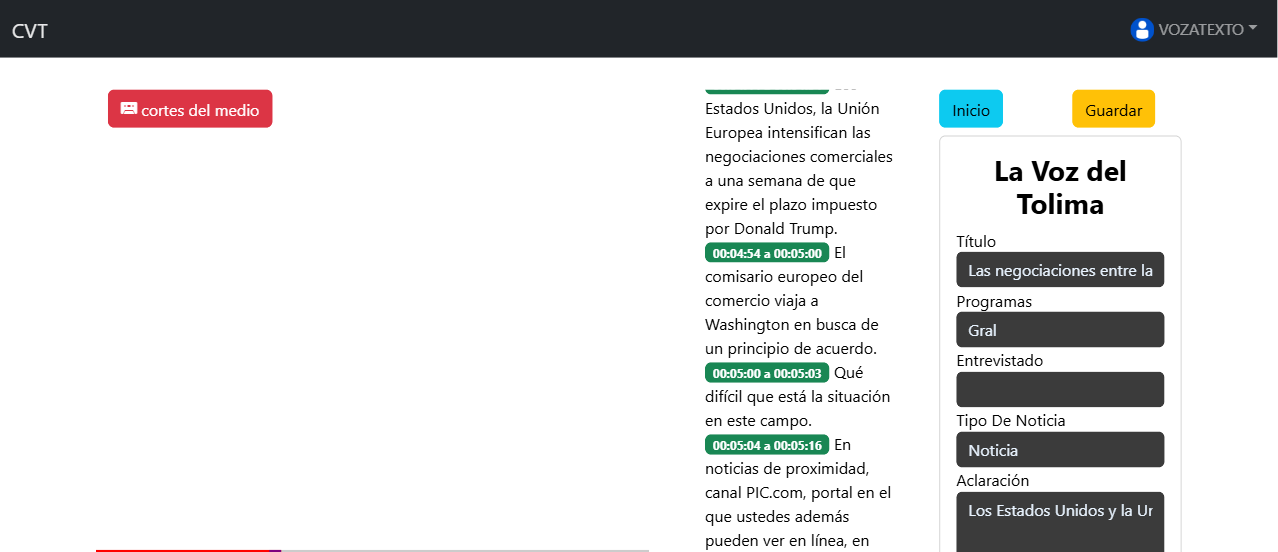 CVT
VOZATEXTO
cortes del medio
Estados Unidos, la Unión
Europea intensifican las
negociaciones comerciales
a una semana de que
expire el plazo impuesto
por Donald Trump.
00:04:54 a 00:05:00 El
comisario europeo del
comercio viaja a
Washington en busca de
un principio de acuerdo.
00:05:00 a 00:05:03 Qué
difícil que está la situación
en este campo.
00:05:04 a 00:05:16 En
noticias de proximidad,
canal PIC.com, portal en el
que ustedes además
pueden ver en línea, en
Inicio
Guardar
La Voz del
Tolima
Título
Las negociaciones entre la
Programas
Gral
Entrevistado
Tipo De Noticia
Noticia
Aclaración
Los Estados Unidos y la Ur